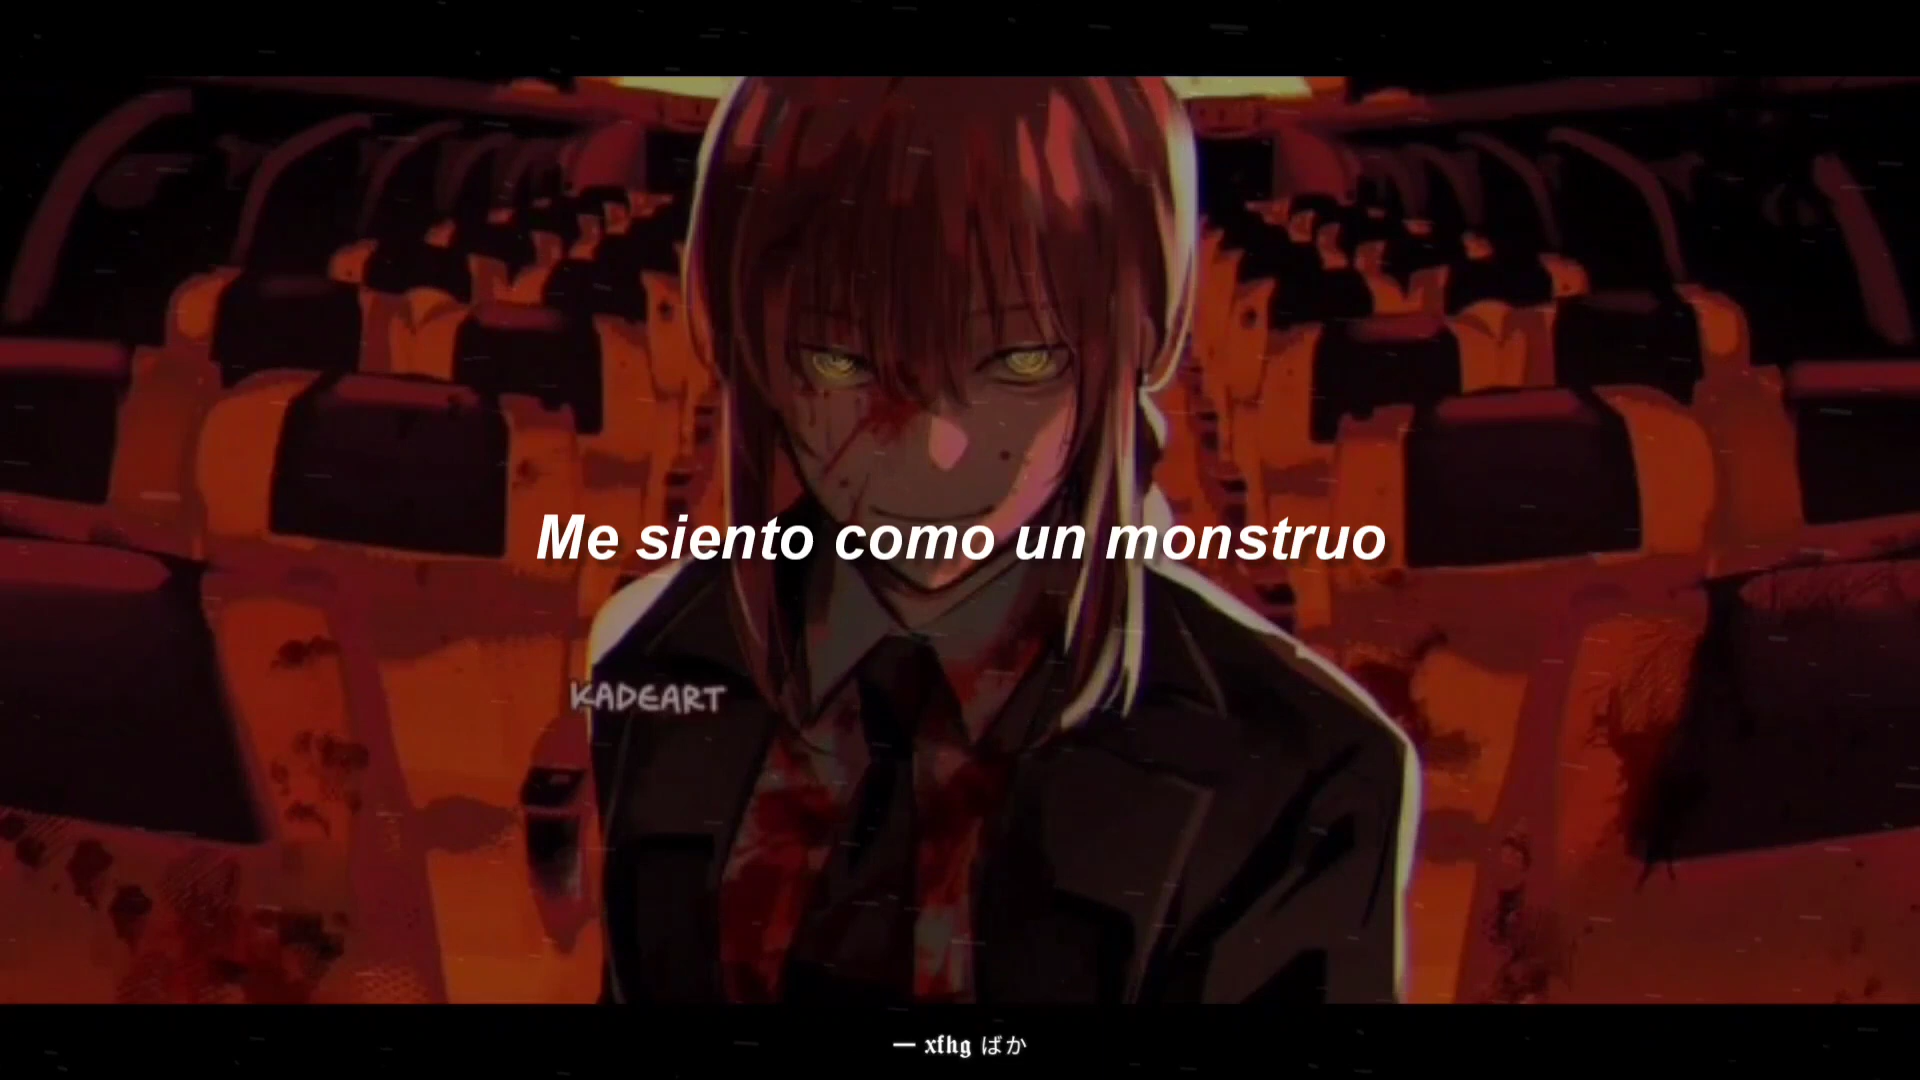 Me siento como un monstruo
KADEART
— xfhg ばか